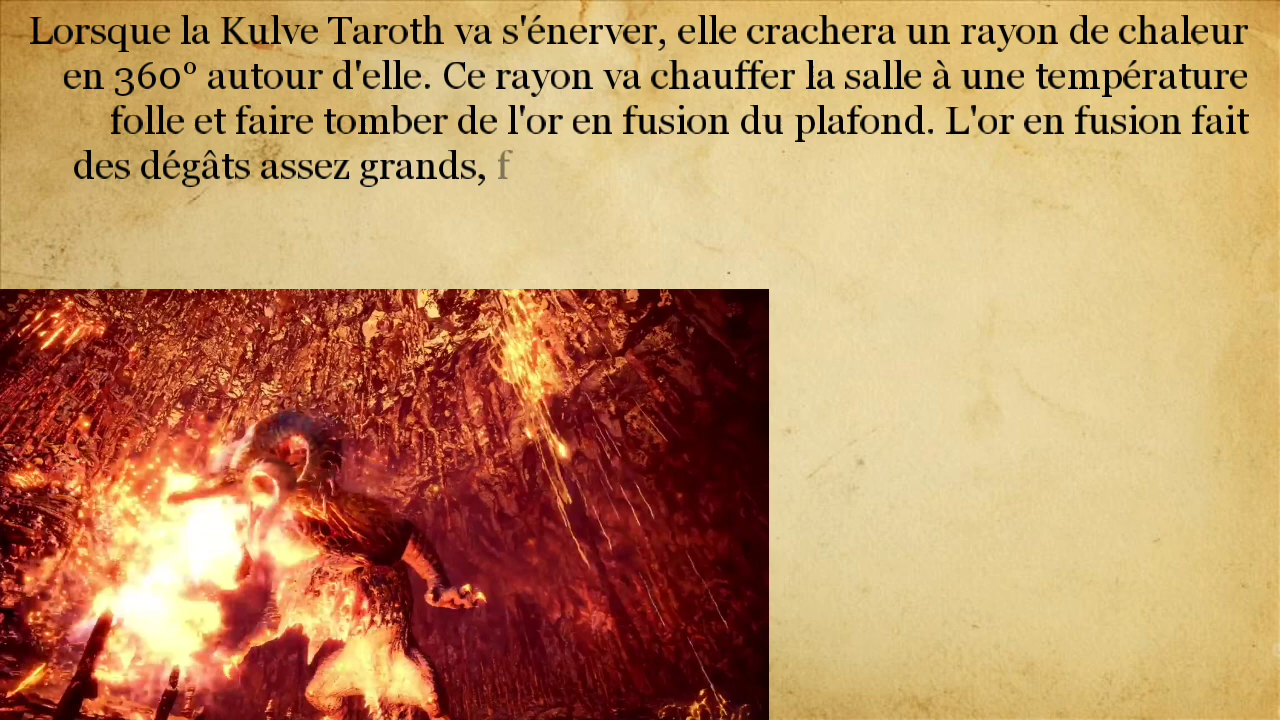 Lorsque la Kulve Taroth va s'énerver, elle crachera un rayon de chaleur
en 360° autour d'elle. Ce rayon va chauffer la salle à une température
folle et faire tomber de l'or en fusion du plafond. L'or en fusion fait
des dégâts assez grands, f